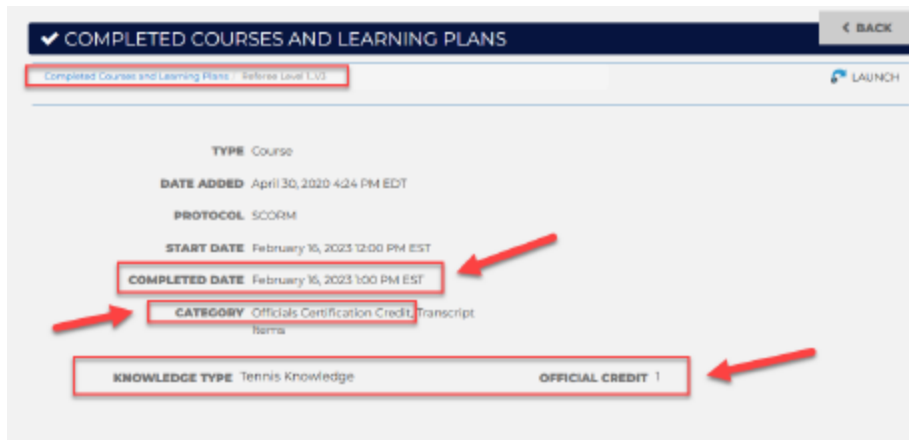 COMPLETED COURSES AND LEARNING PLANS
BACK
Completed Courses and Learning Plans / Referee Level 1_V3
LAUNCH
TYPE Course
DATE ADDED April 30, 2020 4:24 PM EDT
PROTOCOL SCORM
START DATE February 16, 2023 12:00 PM EST
COMPLETED DATE February 16, 2023 1:00 PM EST
CATEGORY Officials Certification Credit, Transcript
Items
KNOWLEDGE TYPE Tennis Knowledge OFFICIAL CREDIT 1